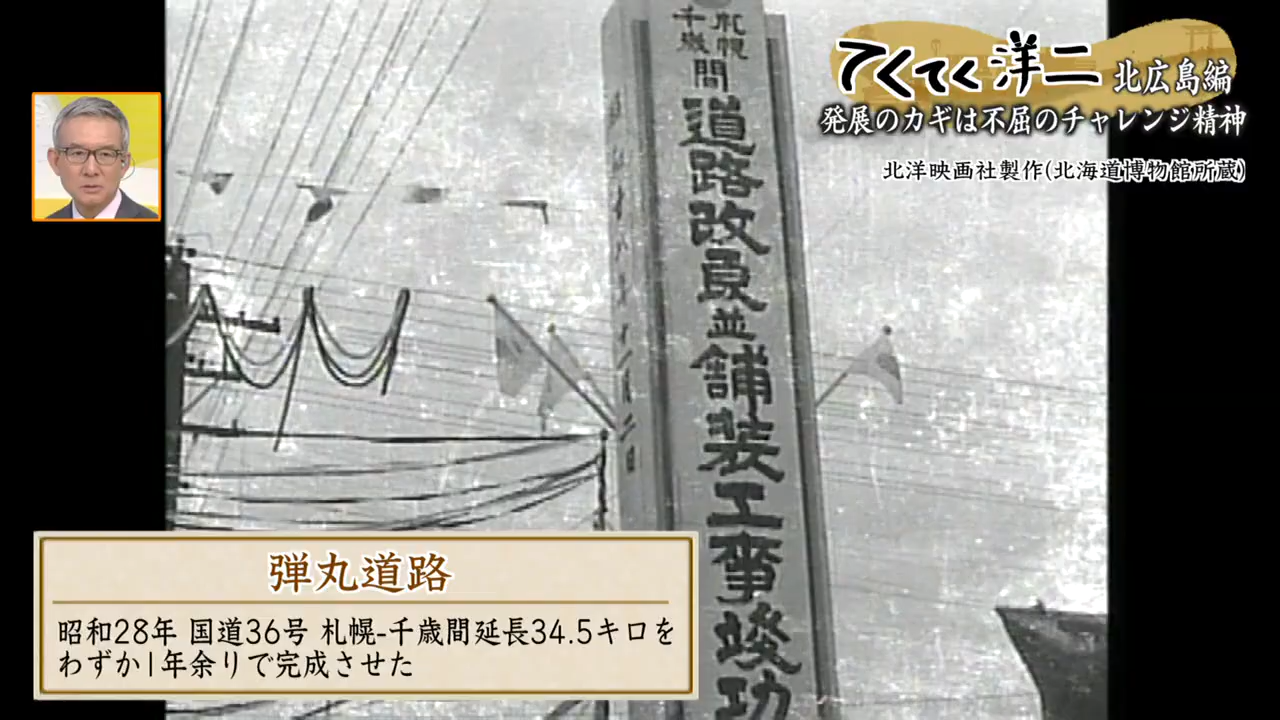 てくてく洋二 北広島編
発展のカギは不屈のチャレンジ精神
北洋映画社製作(北海道博物館所蔵)
札幌
千歳
間道路改良並舗装工事竣功
弾丸道路
昭和28年 国道36号 札幌-千歳間延長34.5キロを
わずか1年余りで完成させた